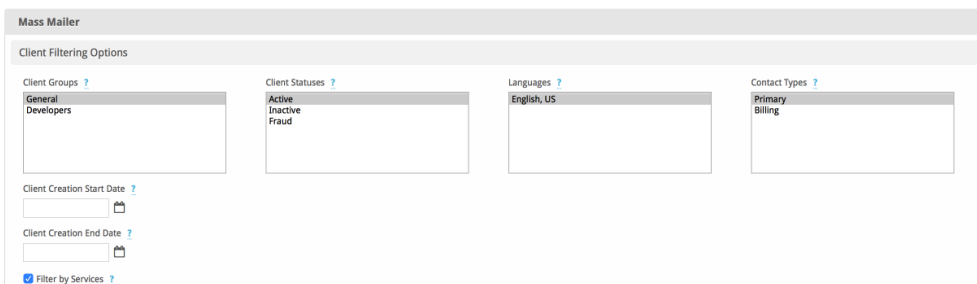 Mass Mailer
Client Filtering Options
Client Groups ?
General
Developers
Client Statuses ?
Active
Inactive
Fraud
Languages ?
English, US
Contact Types ?
Primary
Billing
Client Creation Start Date ?
Client Creation End Date ?
Filter by Services ?